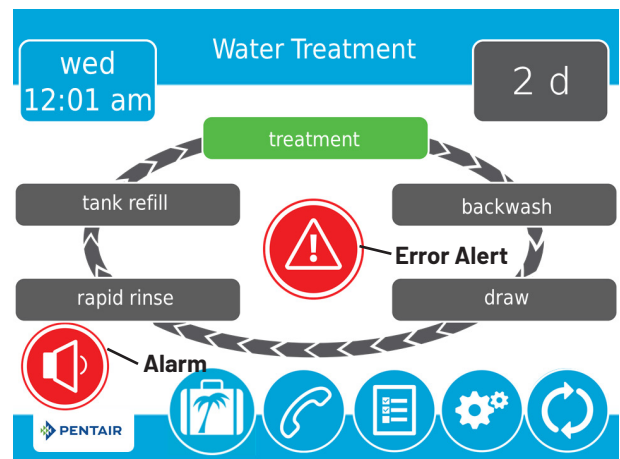 Water Treatment
wed
12:01 am
2 d
treatment
tank refill
backwash
Error Alert
rapid rinse
draw
Alarm
PENTAIR